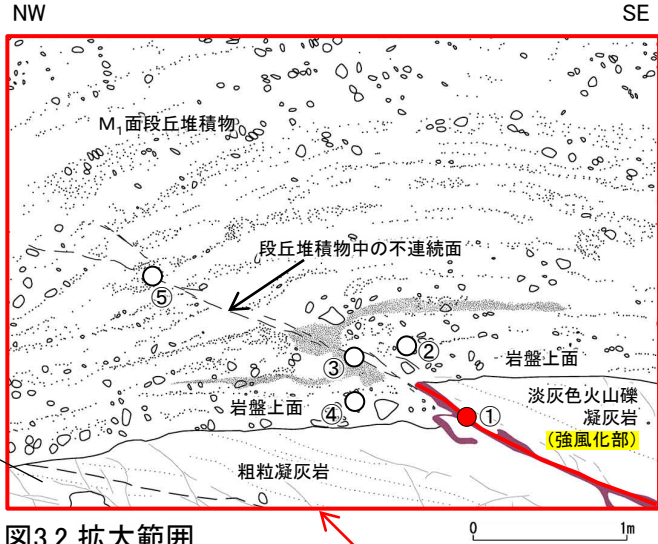 NW
SE
M₁面段丘堆積物
段丘堆積物中の不連続面
⑤
②
③
岩盤上面
④
岩盤上面
①
淡灰色火山礫
凝灰岩
(強風化部)
粗粒凝灰岩
図3.2 拡大範囲
0
1m